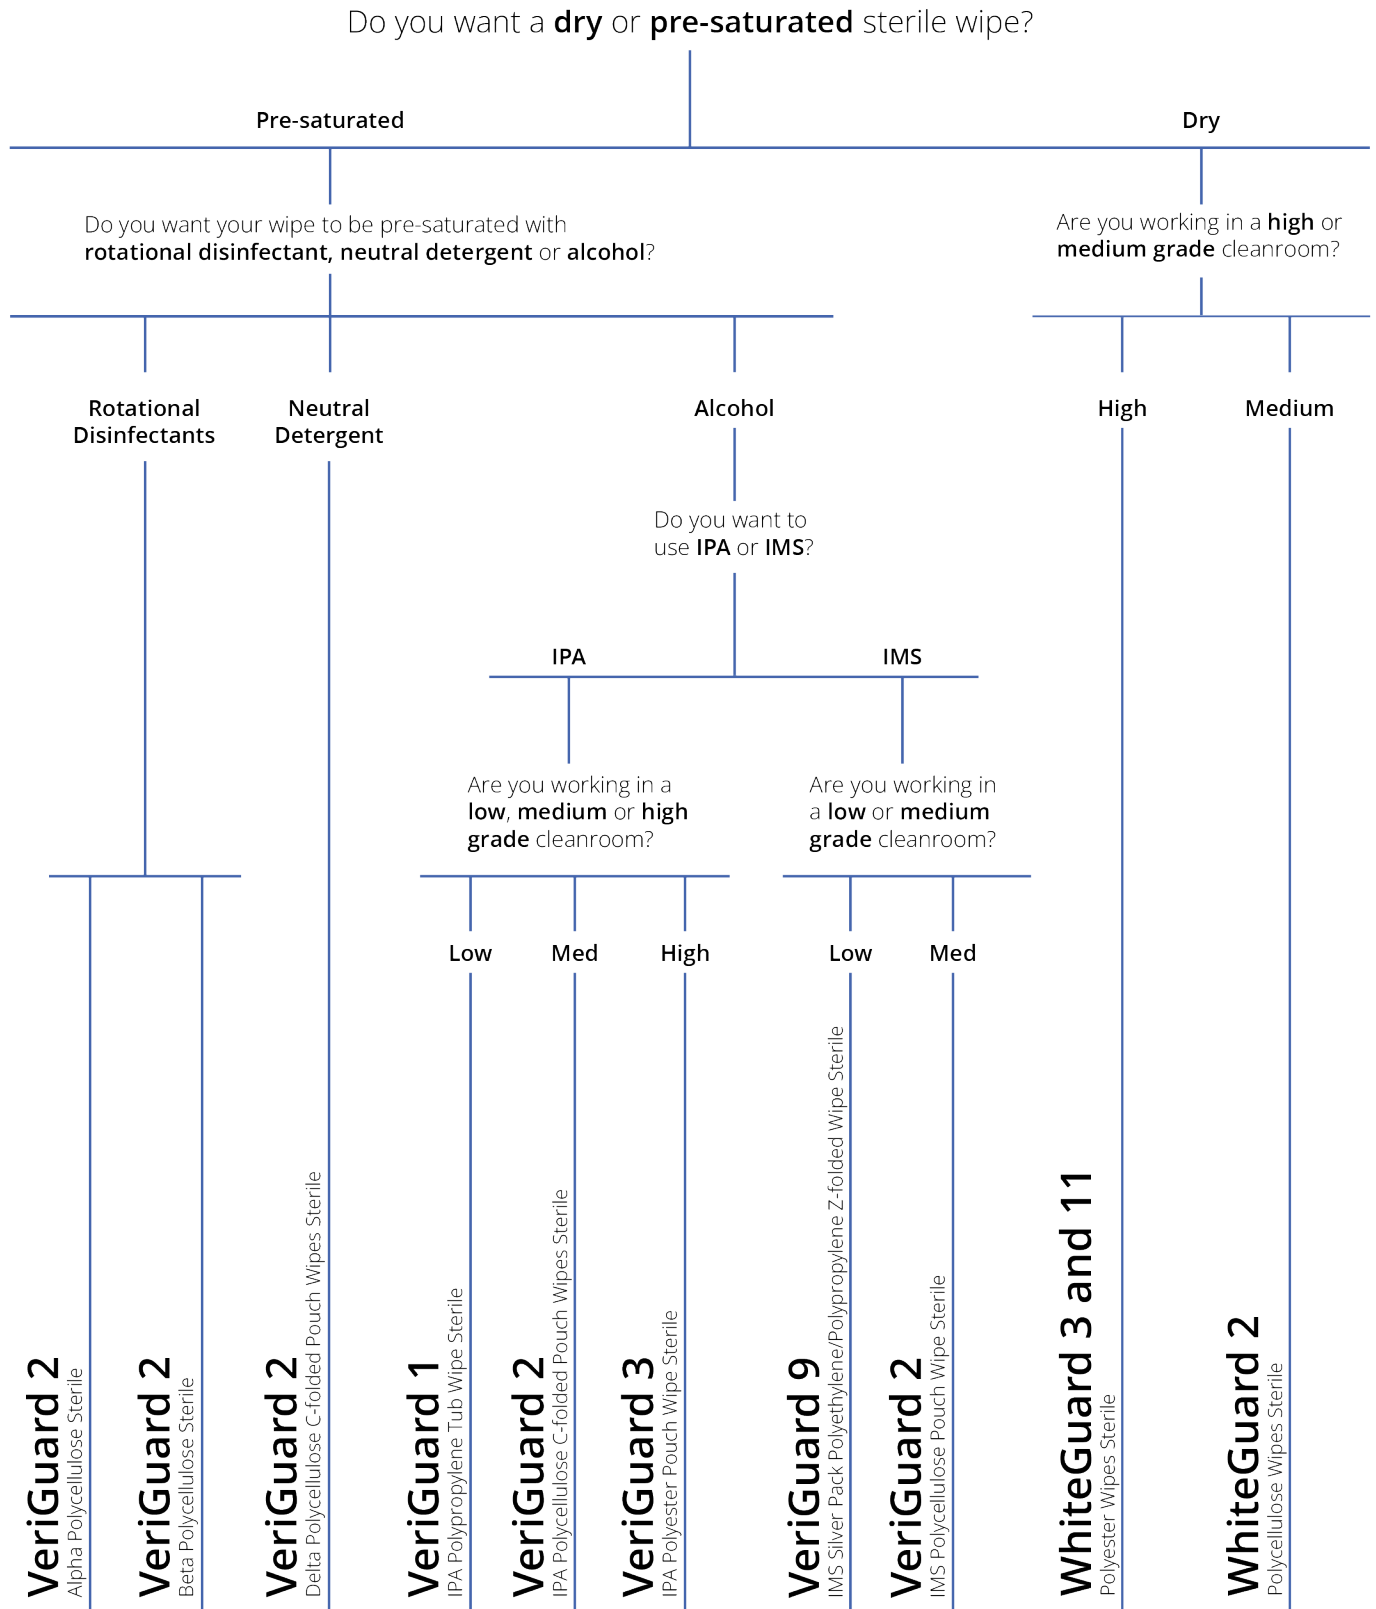 Do you want a dry or pre-saturated sterile wipe?
Pre-saturated
Dry
Do you want your wipe to be pre-saturated with
rotational disinfectant, neutral detergent or alcohol?
Are you working in a high or
medium grade cleanroom?
Rotational
Disinfectants
Neutral
Detergent
Alcohol
High
Medium
Do you want to
use IPA or IMS?
IPA
IMS
Are you working in a
low, medium or high
grade cleanroom?
Are you working in
a low or medium
grade cleanroom?
Low
Med
High
Low
Med
VeriGuard 2
Alpha Polycellulose Sterile
VeriGuard 2
Beta Polycellulose Sterile
VeriGuard 2
Delta Polycellulose C-folded Pouch Wipes Sterile
VeriGuard 1
IPA Polypropylene Tub Wipe Sterile
VeriGuard 2
IPA Polycellulose C-folded Pouch Wipes Sterile
VeriGuard 3
IPA Polyester Pouch Wipe Sterile
VeriGuard 9
IMS Silver Pack Polyethylene/Polypropylene Z-folded Wipe Sterile
VeriGuard 2
IMS Polycellulose Pouch Wipe Sterile
WhiteGuard 3 and 11
Polyester Wipes Sterile
WhiteGuard 2
Polycellulose Wipes Sterile